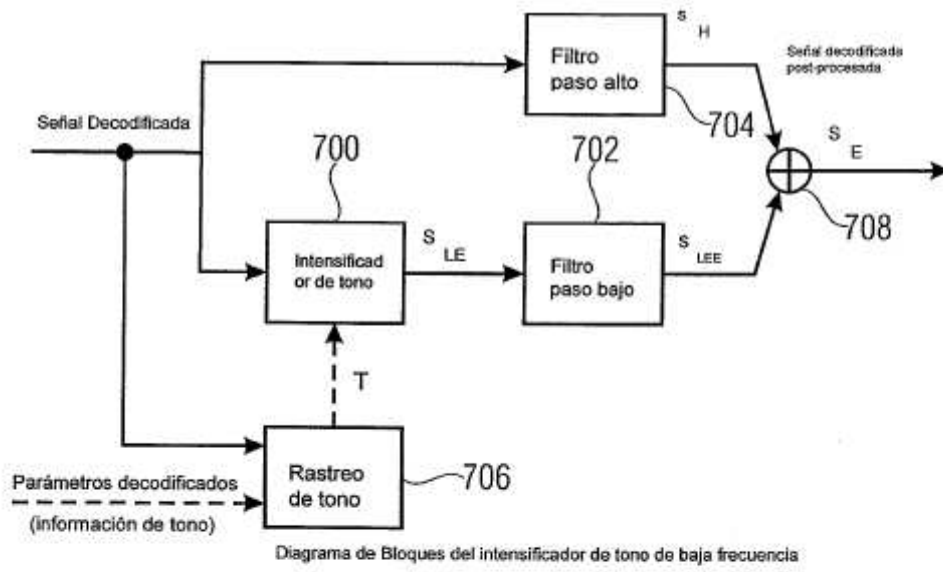 s
H
Filtro
paso alto
Señal decodificada
post-procesada
704
Señal Decodificada
700
702
S
E
708
Intensificad
or de tono
S
LE
Filtro
paso bajo
s
LEE
T
Parámetros decodificados
(información de tono)
Rastreo
de tono
706
Diagrama de Bloques del intensificador de tono de baja frecuencia